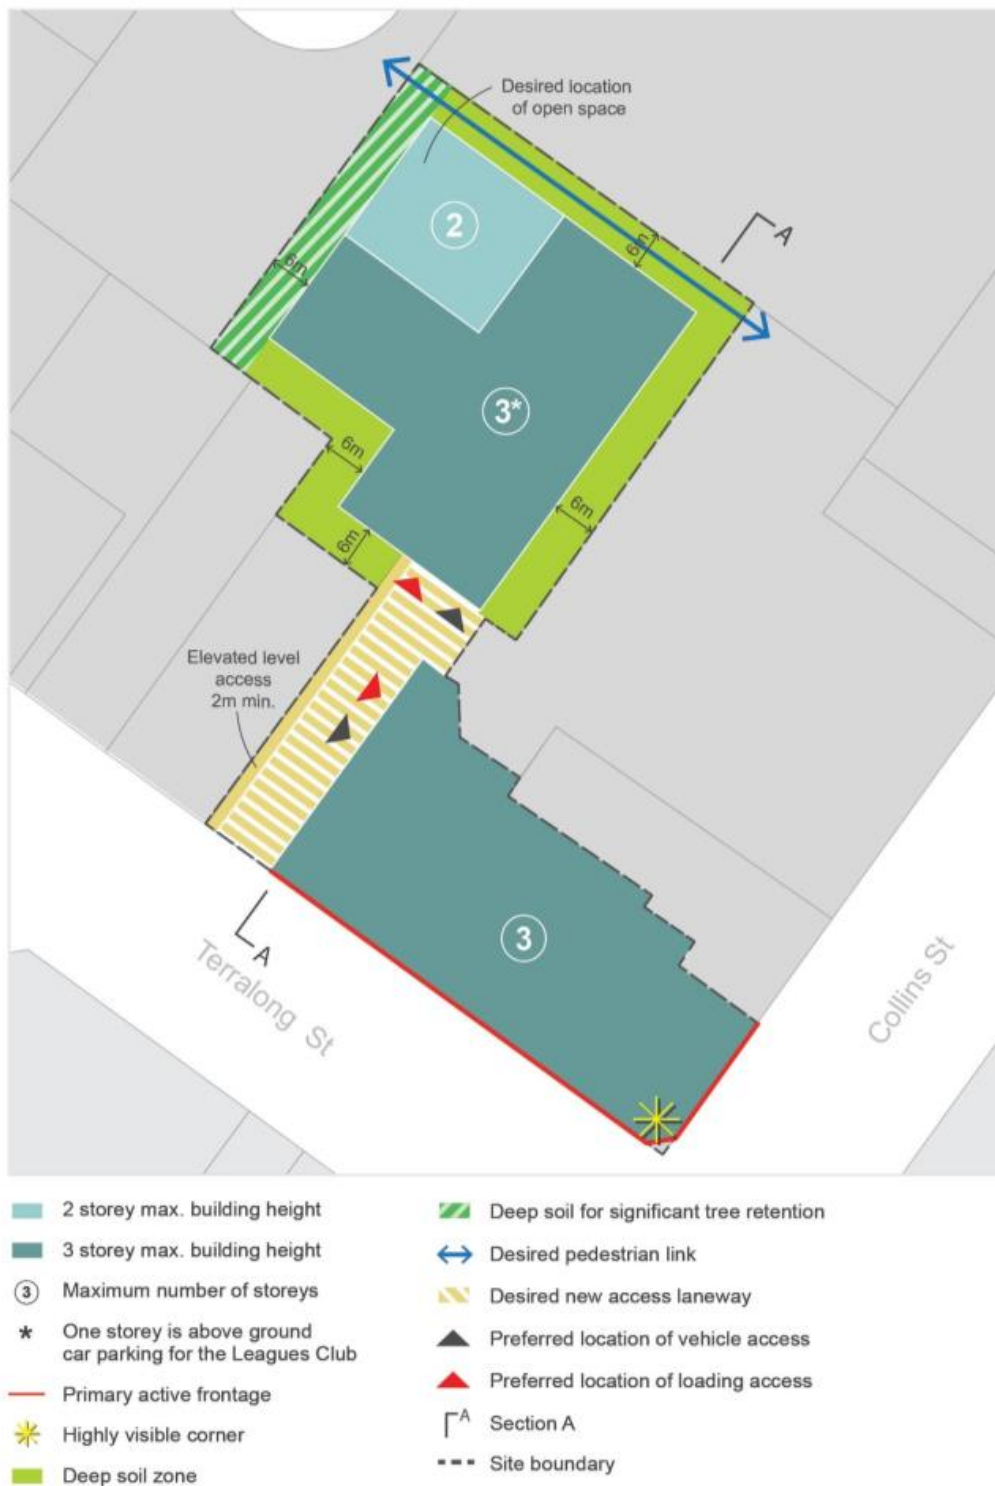 Desired location
of open space
A
2
6m
6m
3*
6m
6m
6m
Elevated level
access
2m min.
3
A
Terralong St
Collins St
2 storey max. building height
3 storey max. building height
3 Maximum number of storeys
* One storey is above ground
car parking for the Leagues Club
Primary active frontage
Highly visible corner
Deep soil zone
Deep soil for significant tree retention
Desired pedestrian link
Desired new access laneway
Preferred location of vehicle access
Preferred location of loading access
A Section A
Site boundary